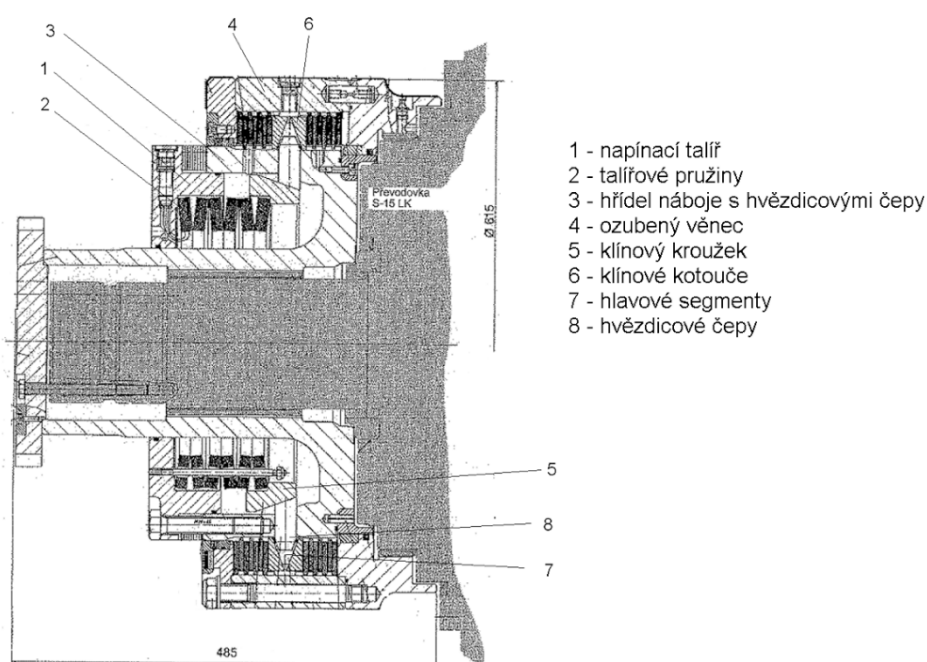 3
4
6
1
2
Převodovka
S-15 LK
Ø 615
1 - napínací talíř
2 - talířové pružiny
3 - hřídel náboje s hvězdicovými čepy
4 - ozubený věnec
5 - klínový kroužek
6 - klínové kotouče
7 - hlavové segmenty
8 - hvězdicové čepy
5
8
7
485